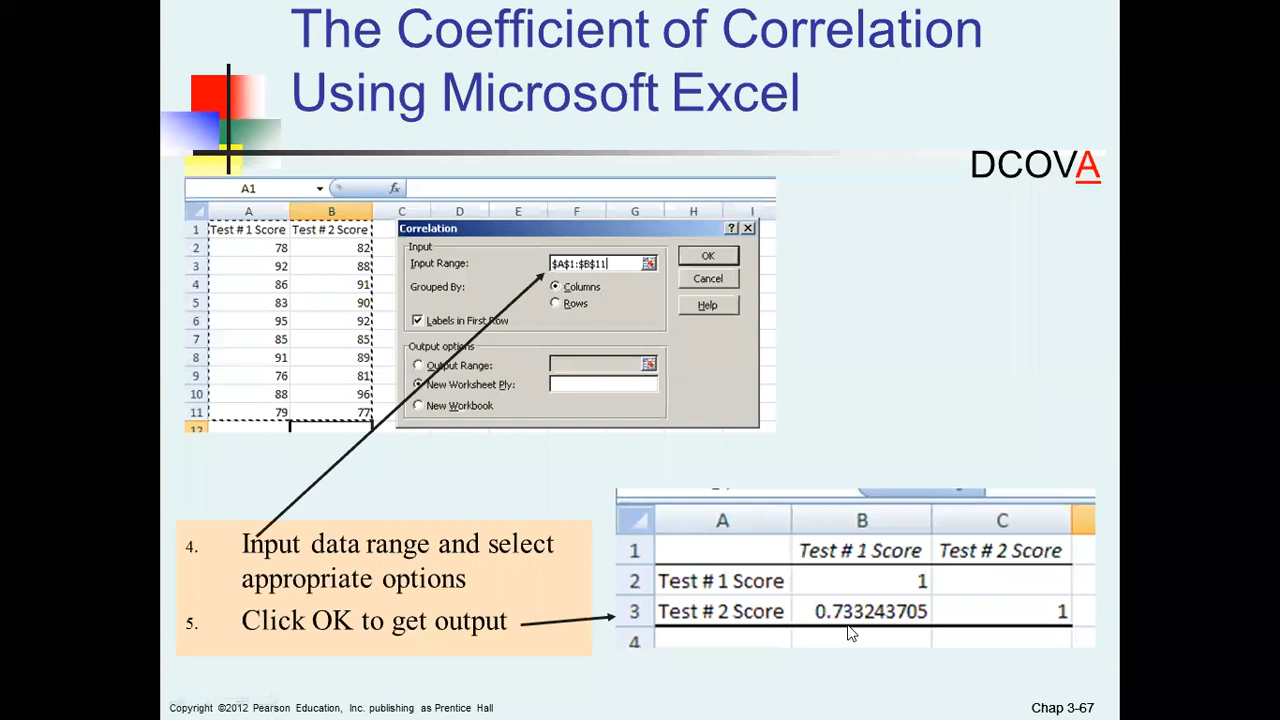 The Coefficient of Correlation
Using Microsoft Excel
DCOVA
A1 fx
A B C D E F G H I
1 Test # 1 Score Test # 2 Score
2 78 82
3 92 88
4 86 91
5 83 90
6 95 92
7 85 85
8 91 89
9 76 81
10 88 96
11 79 77
12
Correlation ? X
Input
Input Range: $A$1:$B$11 OK
Grouped By: Columns Cancel
Rows Help
Labels in First Row
Output options
Output Range:
New Worksheet Ply:
New Workbook
4. Input data range and select
appropriate options
5. Click OK to get output
A B C
1 Test # 1 Score Test # 2 Score
2 Test # 1 Score 1
3 Test # 2 Score 0.733243705 1
4
Copyright ©2012 Pearson Education, Inc. publishing as Prentice Hall
Chap 3-67